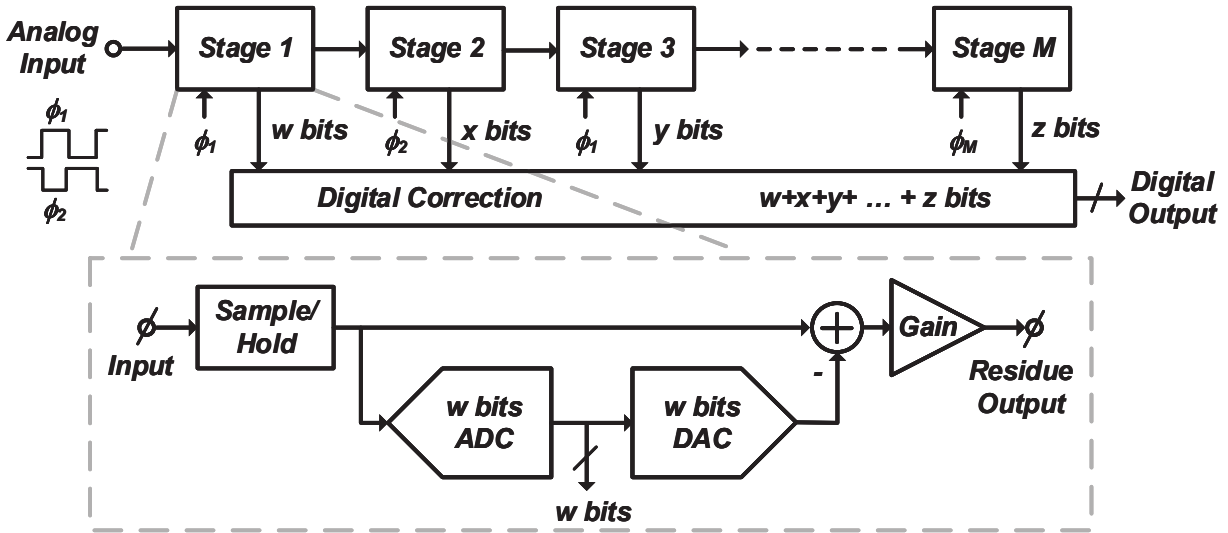 Analog
Input
Stage 1
Stage 2
Stage 3
Stage M
ϕ1
ϕ2
ϕ1
w bits
ϕ2
x bits
ϕ1
y bits
ϕM
z bits
Digital Correction
w+x+y+ … + z bits
Digital
Output
Input
Sample/
Hold
w bits
ADC
w bits
w bits
DAC
+
-
Gain
Residue
Output